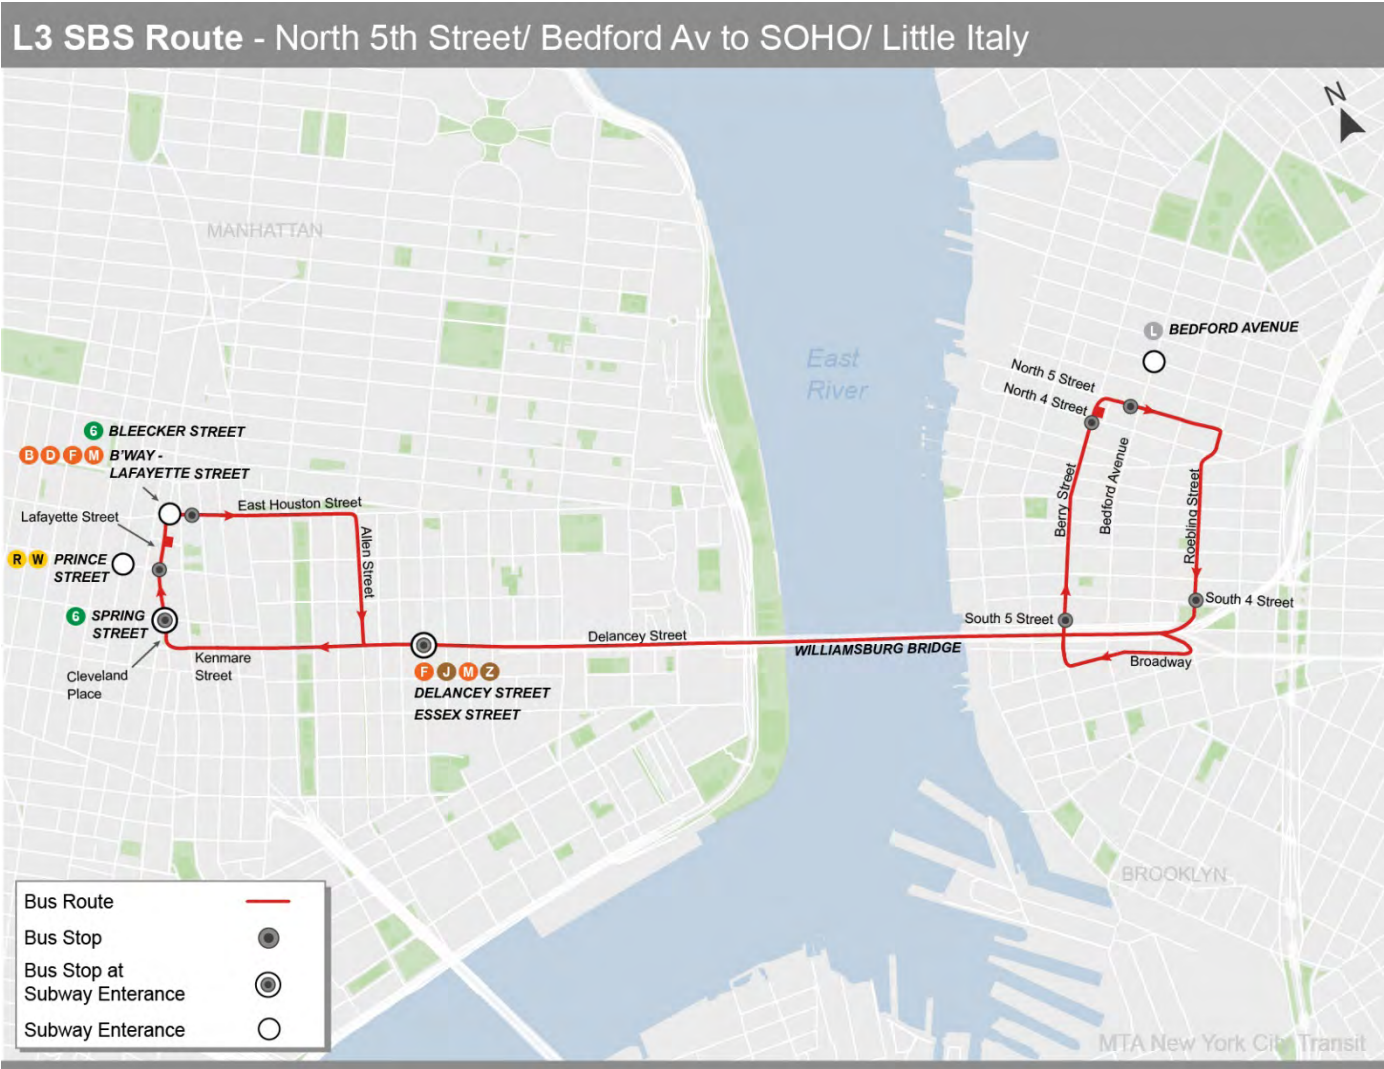 L3 SBS Route - North 5th Street/ Bedford Av to SOHO/ Little Italy
N
MANHATTAN
L BEDFORD AVENUE
East
River
North 5 Street
North 4 Street
6 BLEECKER STREET
B D F M B'WAY -
LAFAYETTE STREET
Bedford Avenue
Berry Street
Roebling Street
East Houston Street
Lafayette Street
Allen Street
R W PRINCE
STREET
6 SPRING
STREET
South 4 Street
South 5 Street
Delancey Street
WILLIAMSBURG BRIDGE
Kenmare
Street
Broadway
Cleveland
Place
F J M Z
DELANCEY STREET
ESSEX STREET
BROOKLYN
Bus Route
Bus Stop
Bus Stop at
Subway Enterance
Subway Enterance
MTA New York City Transit